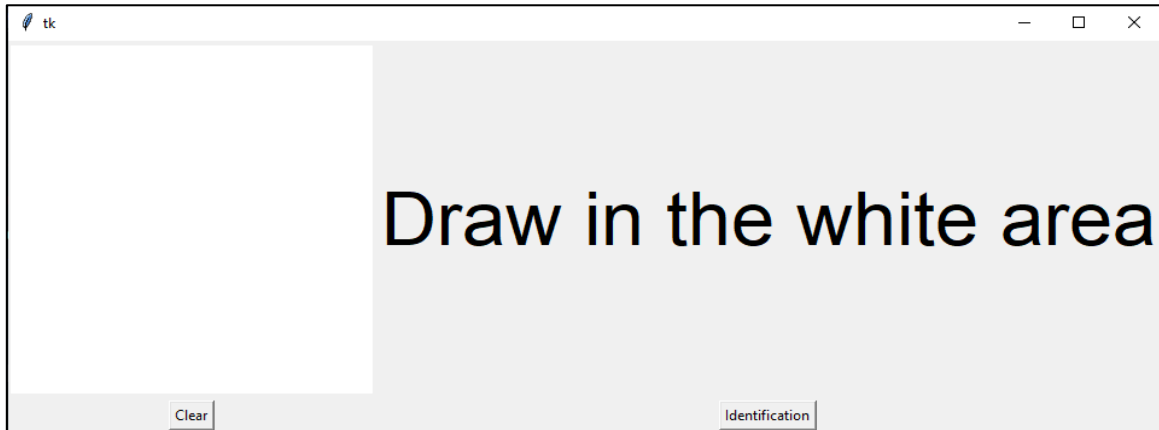 tk
Draw in the white area
Clear
Identification